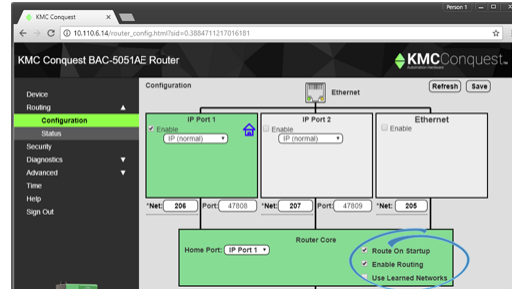 KMC Conquest
Person 1
10.110.6.14/router_config.html?sid=0.3884711217016181
KMC Conquest BAC-5051AE Router
KMCConquest
Automation Hardware
Device
Routing
Configuration
Status
Security
Diagnostics
Advanced
Time
Help
Sign Out
Configuration
Ethernet
Refresh
Save
IP Port 1
Enable
IP (normal)
IP Port 2
Enable
IP (normal)
Ethernet
Enable
*Net: 206 Port: 47808
*Net: 207 Port: 47809
*Net: 205
Router Core
Home Port: IP Port 1
Route On Startup
Enable Routing
Use Learned Networks